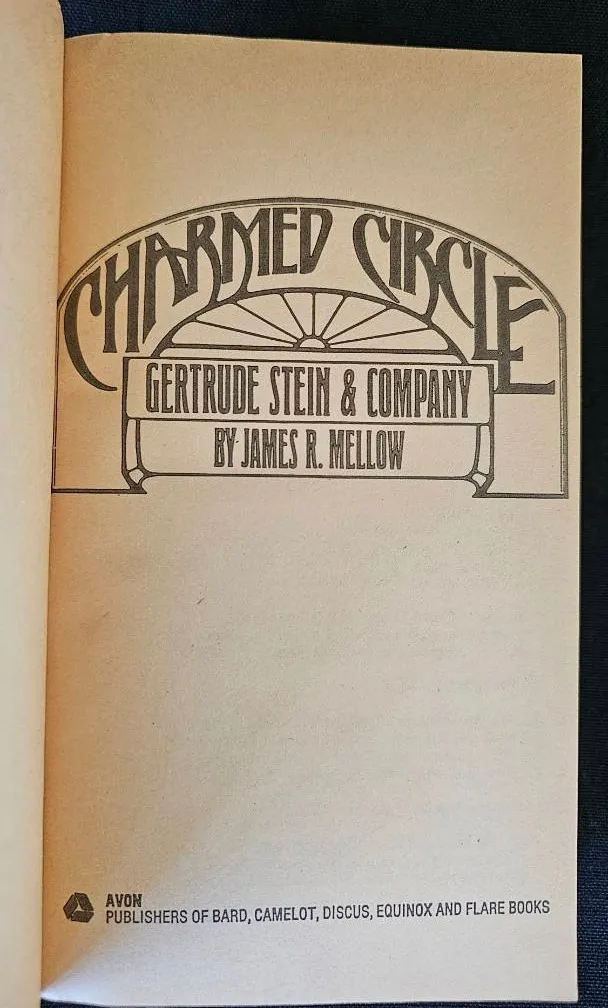 CHARMED CIRCLE
GERTRUDE STEIN & COMPANY
BY JAMES R. MELLOW
AVON
PUBLISHERS OF BARD, CAMELOT, DISCUS, EQUINOX AND FLARE BOOKS